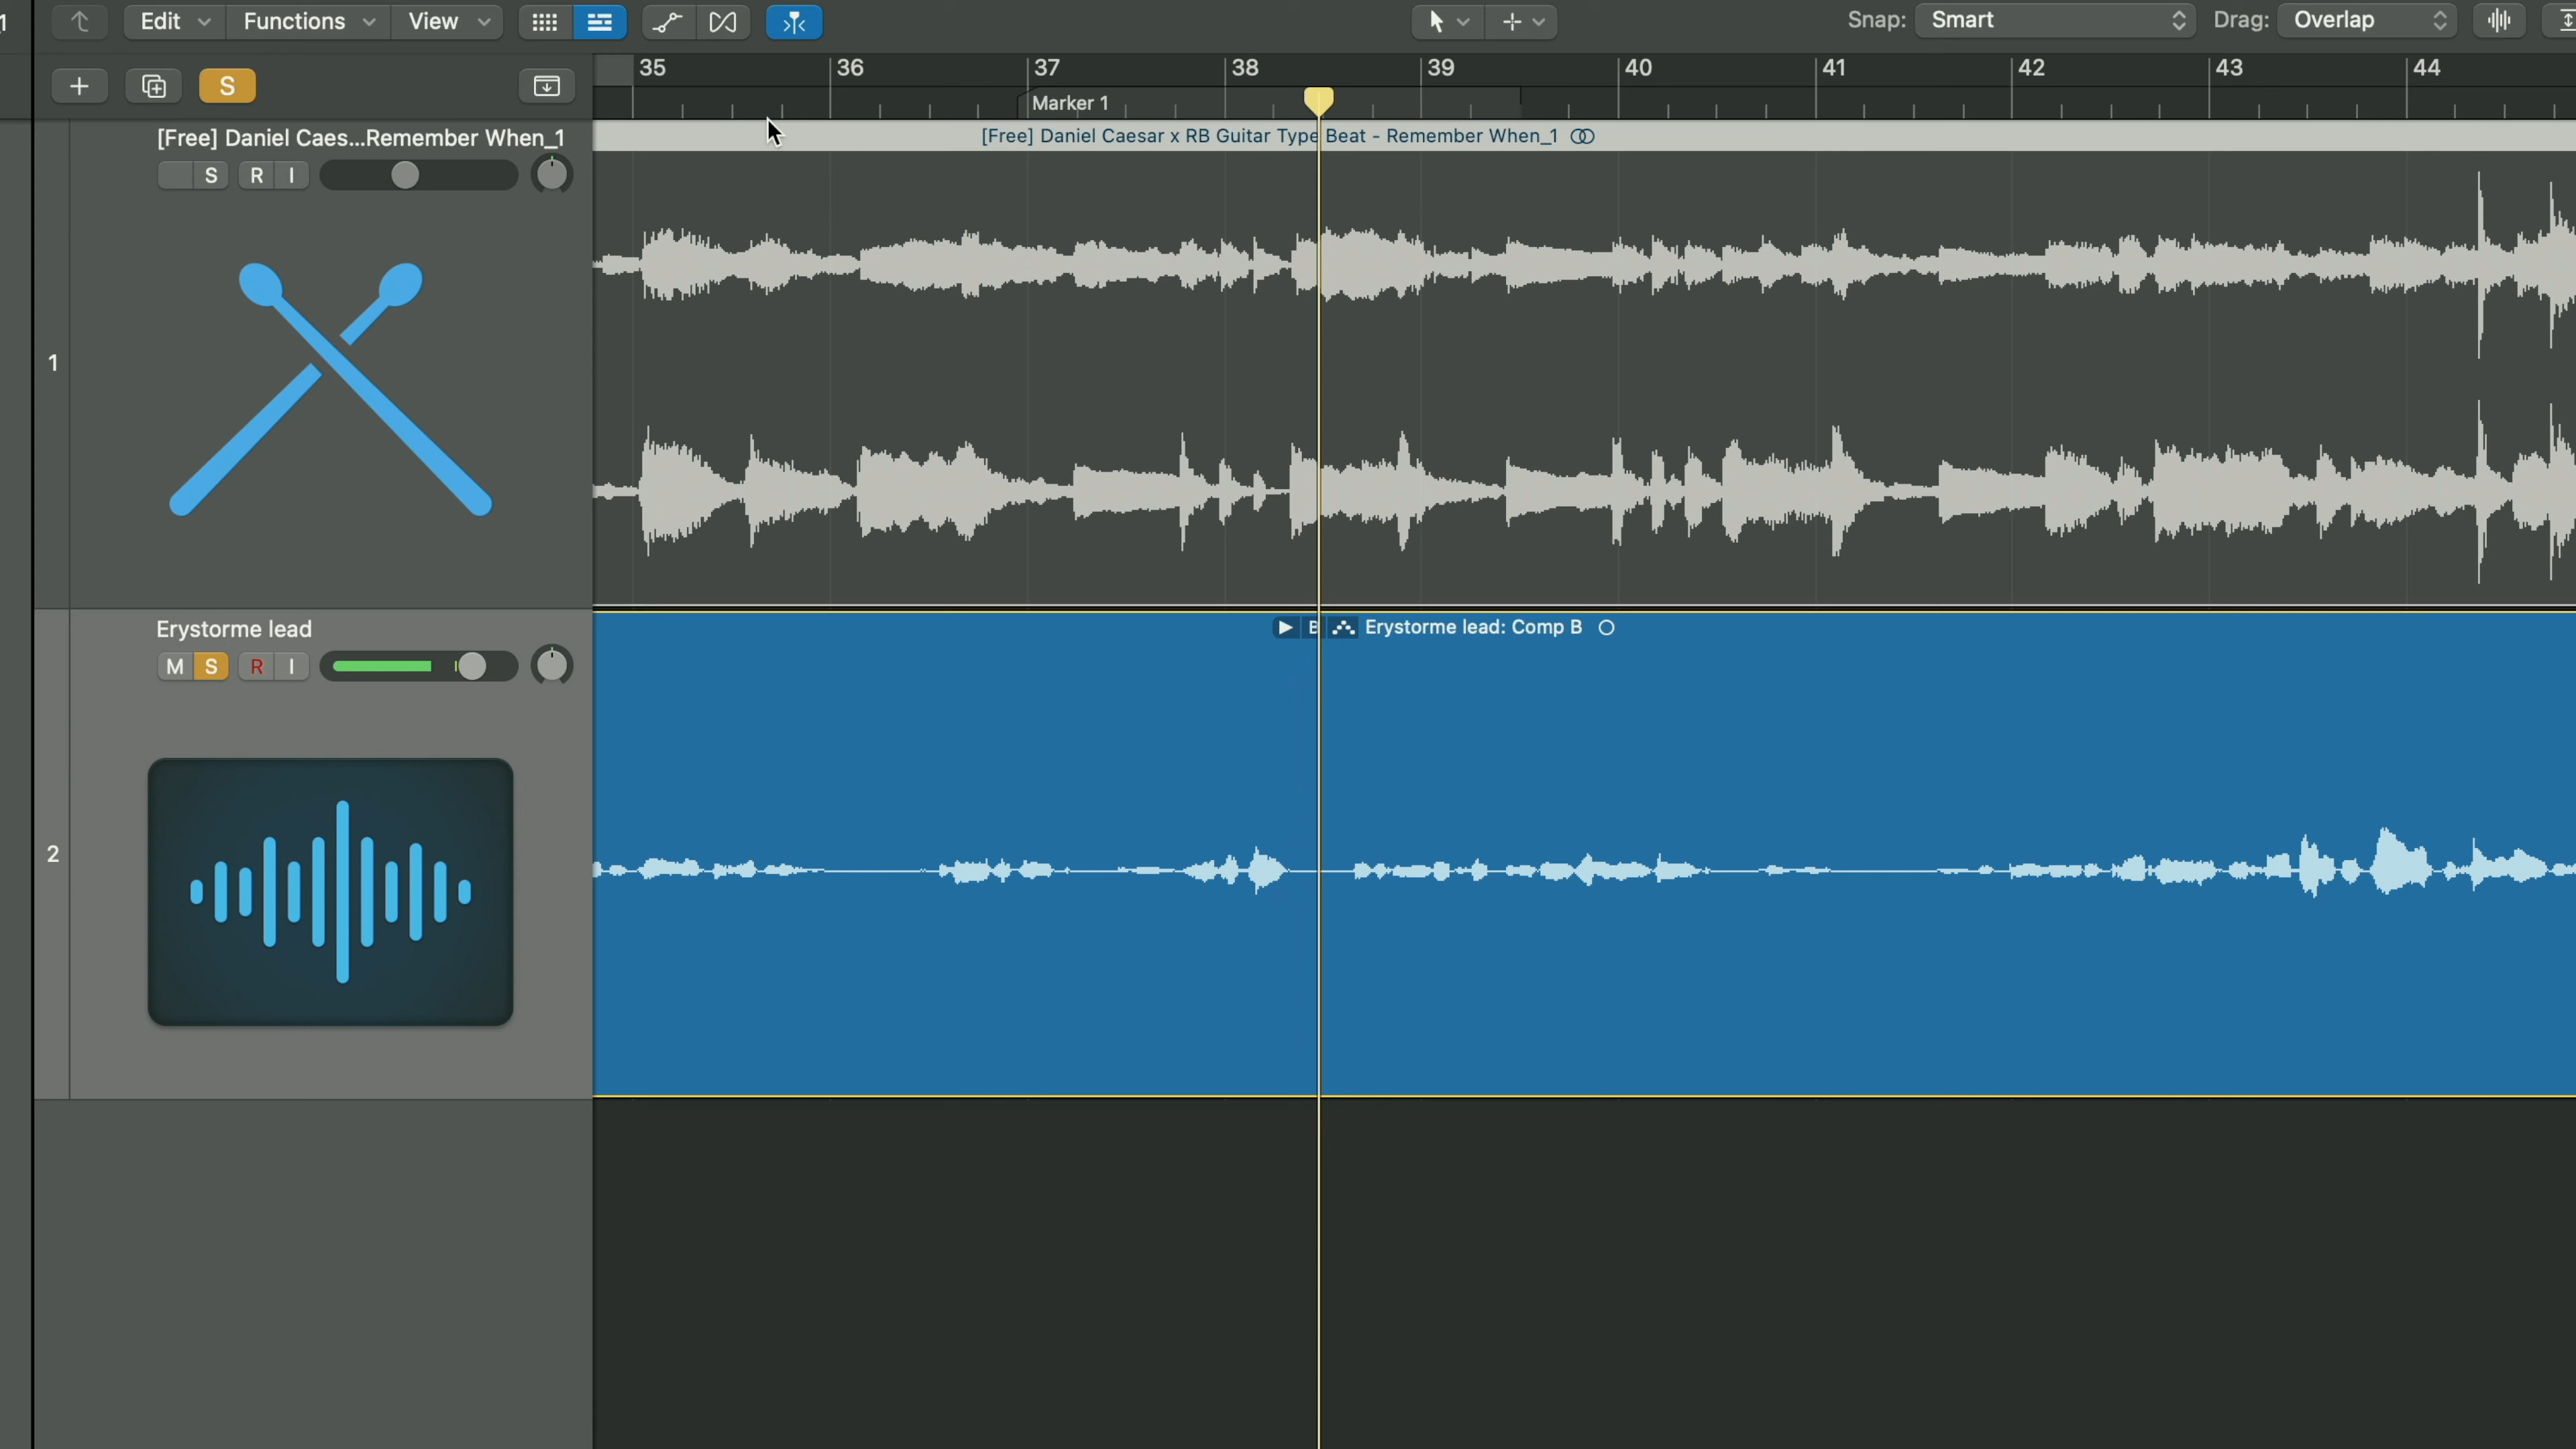 1
Edit Functions View Snap: Smart Drag: Overlap
S 35 36 37 38 39 40 41 42 43 44
Marker 1
[Free] Daniel Caes...Remember When_1
[Free] Daniel Caesar x RB Guitar Type Beat - Remember When_1
S R I
1
Erystorme lead
B Erystorme lead: Comp B
M S R I
2